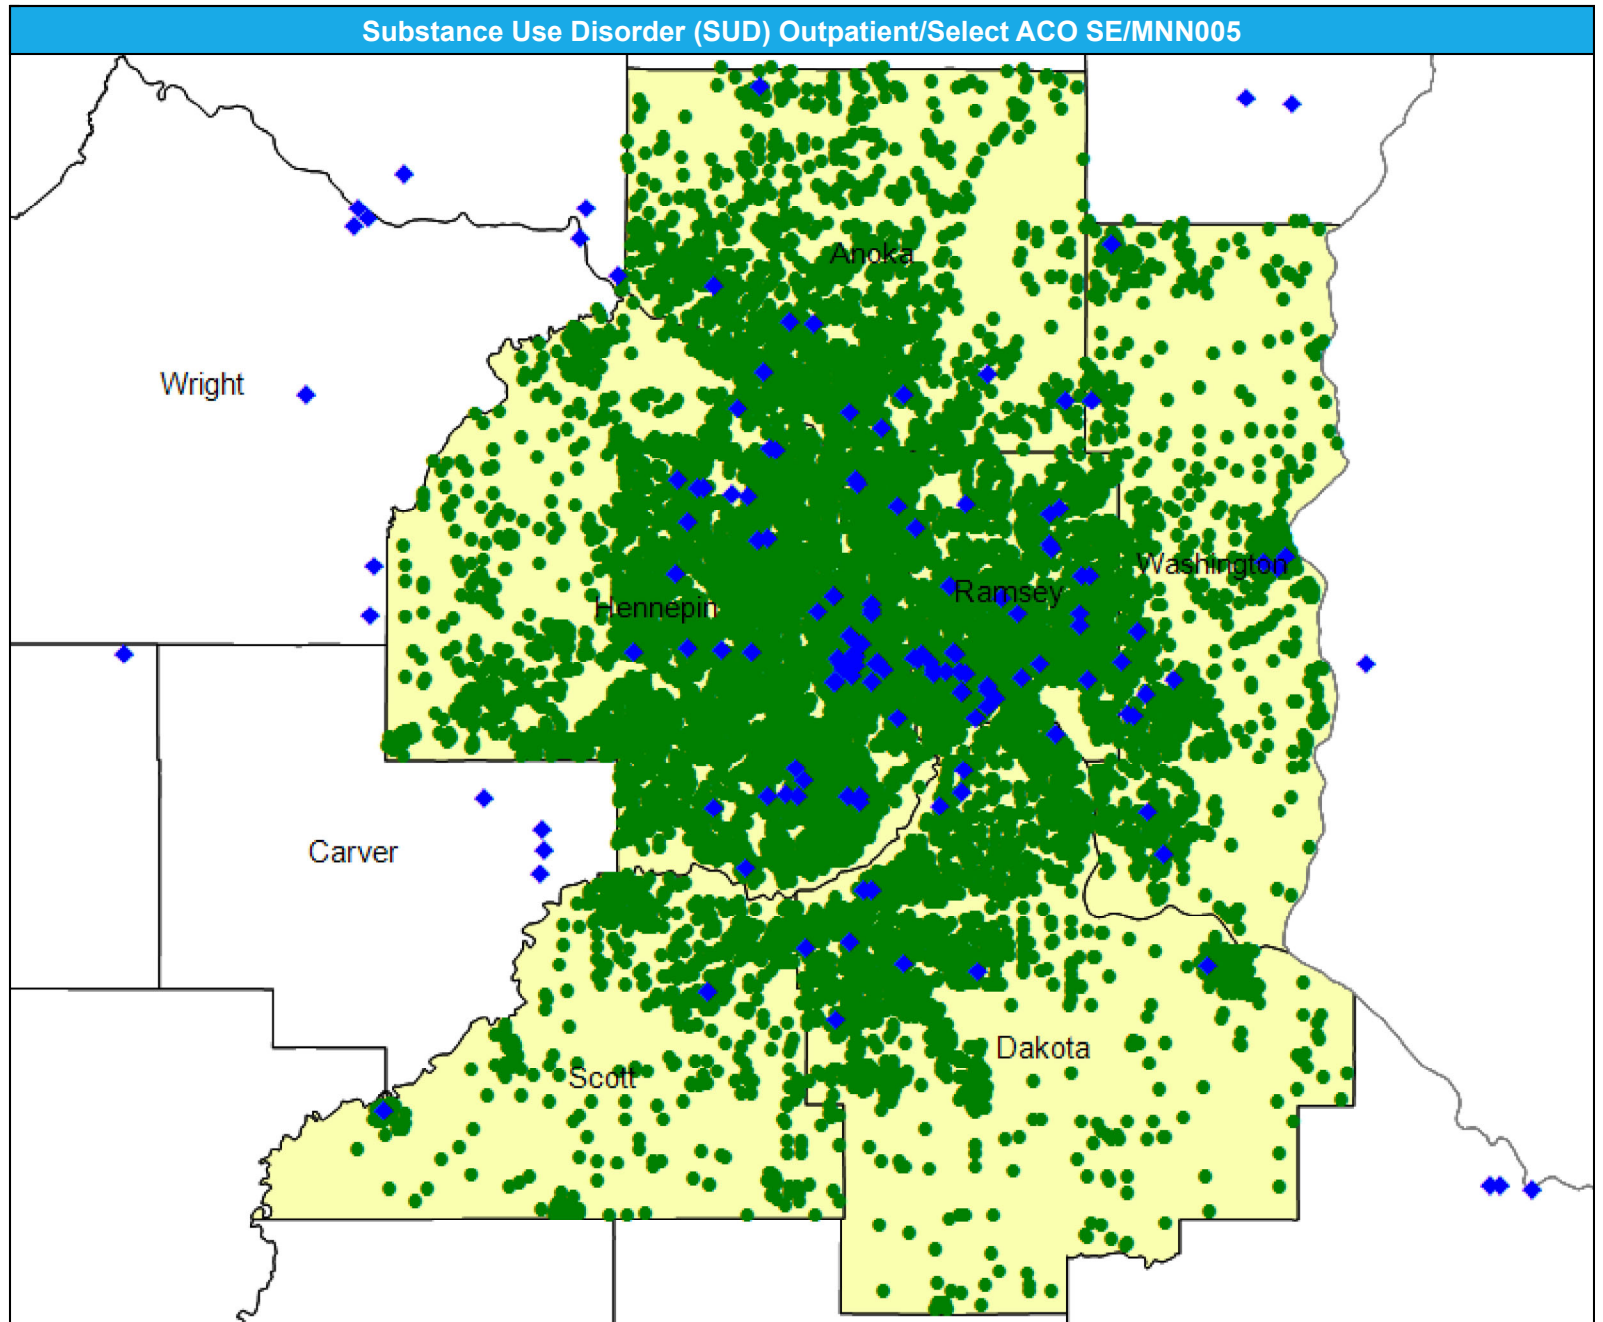 Substance Use Disorder (SUD) Outpatient/Select ACO SE/MNN005
Anoka
Wright
Washington
Ramsey
Hennepin
Carver
Dakota
Scott